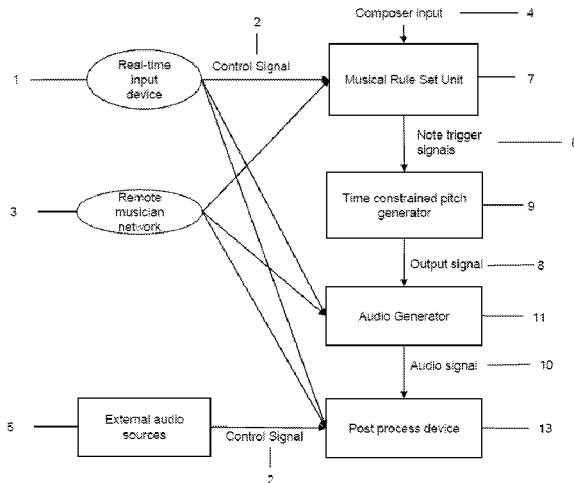 2
Composer input
4
1
Real-time
input
device
Control Signal
Musical Rule Set Unit
7
Note trigger
signals
6
3
Remote
musician
network
Time constrained pitch
generator
9
Output signal
8
Audio Generator
11
Audio signal
10
5
External audio
sources
Control Signal
2
Post process device
13